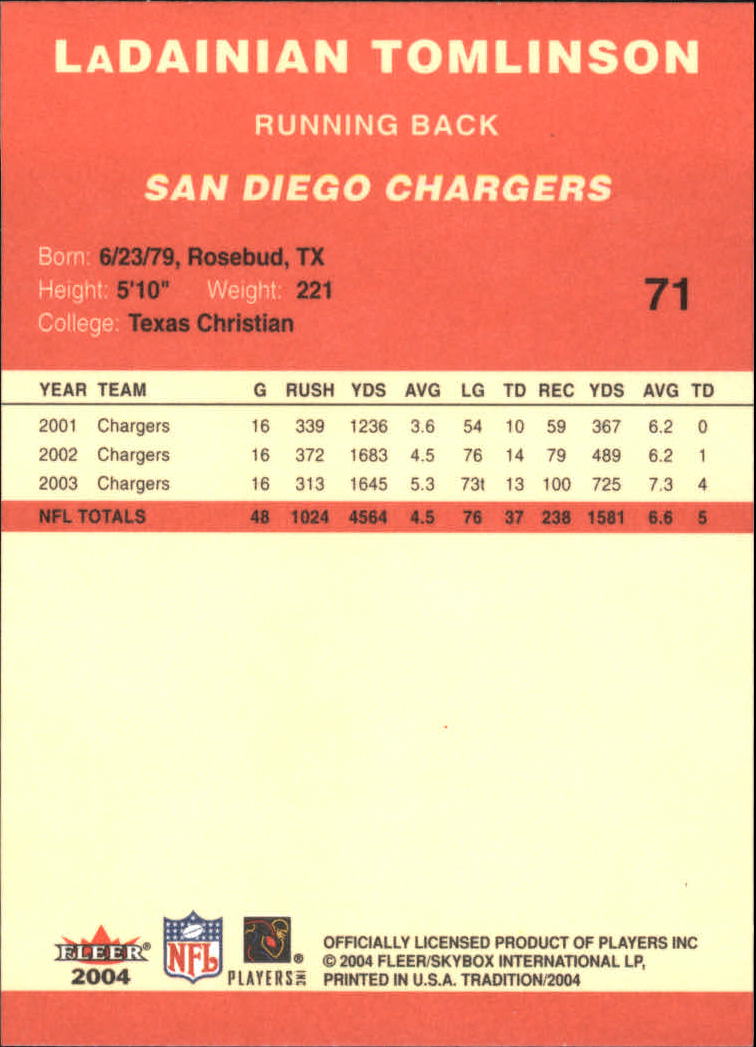 LaDAINIAN TOMLINSON
RUNNING BACK
SAN DIEGO CHARGERS
Born: 6/23/79, Rosebud, TX
Height: 5'10" Weight: 221
College: Texas Christian
71
YEAR TEAM G RUSH YDS AVG LG TD REC YDS AVG TD
2001 Chargers 16 339 1236 3.6 54 10 59 367 6.2 0
2002 Chargers 16 372 1683 4.5 76 14 79 489 6.2 1
2003 Chargers 16 313 1645 5.3 73t 13 100 725 7.3 4
NFL TOTALS 48 1024 4564 4.5 76 37 238 1581 6.6 5
FLEER®
2004
NFL
®
PLAYERS INC
OFFICIALLY LICENSED PRODUCT OF PLAYERS INC
© 2004 FLEER/SKYBOX INTERNATIONAL LP,
PRINTED IN U.S.A. TRADITION/2004